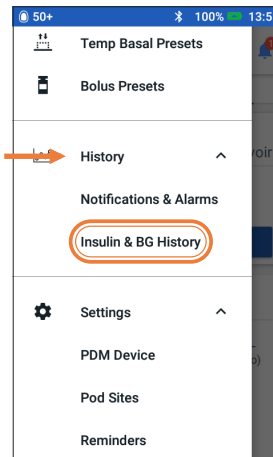 50+ 100% 13:5
Temp Basal Presets
Bolus Presets
History
Notifications & Alarms
Insulin & BG History
Settings
PDM Device
Pod Sites
Reminders